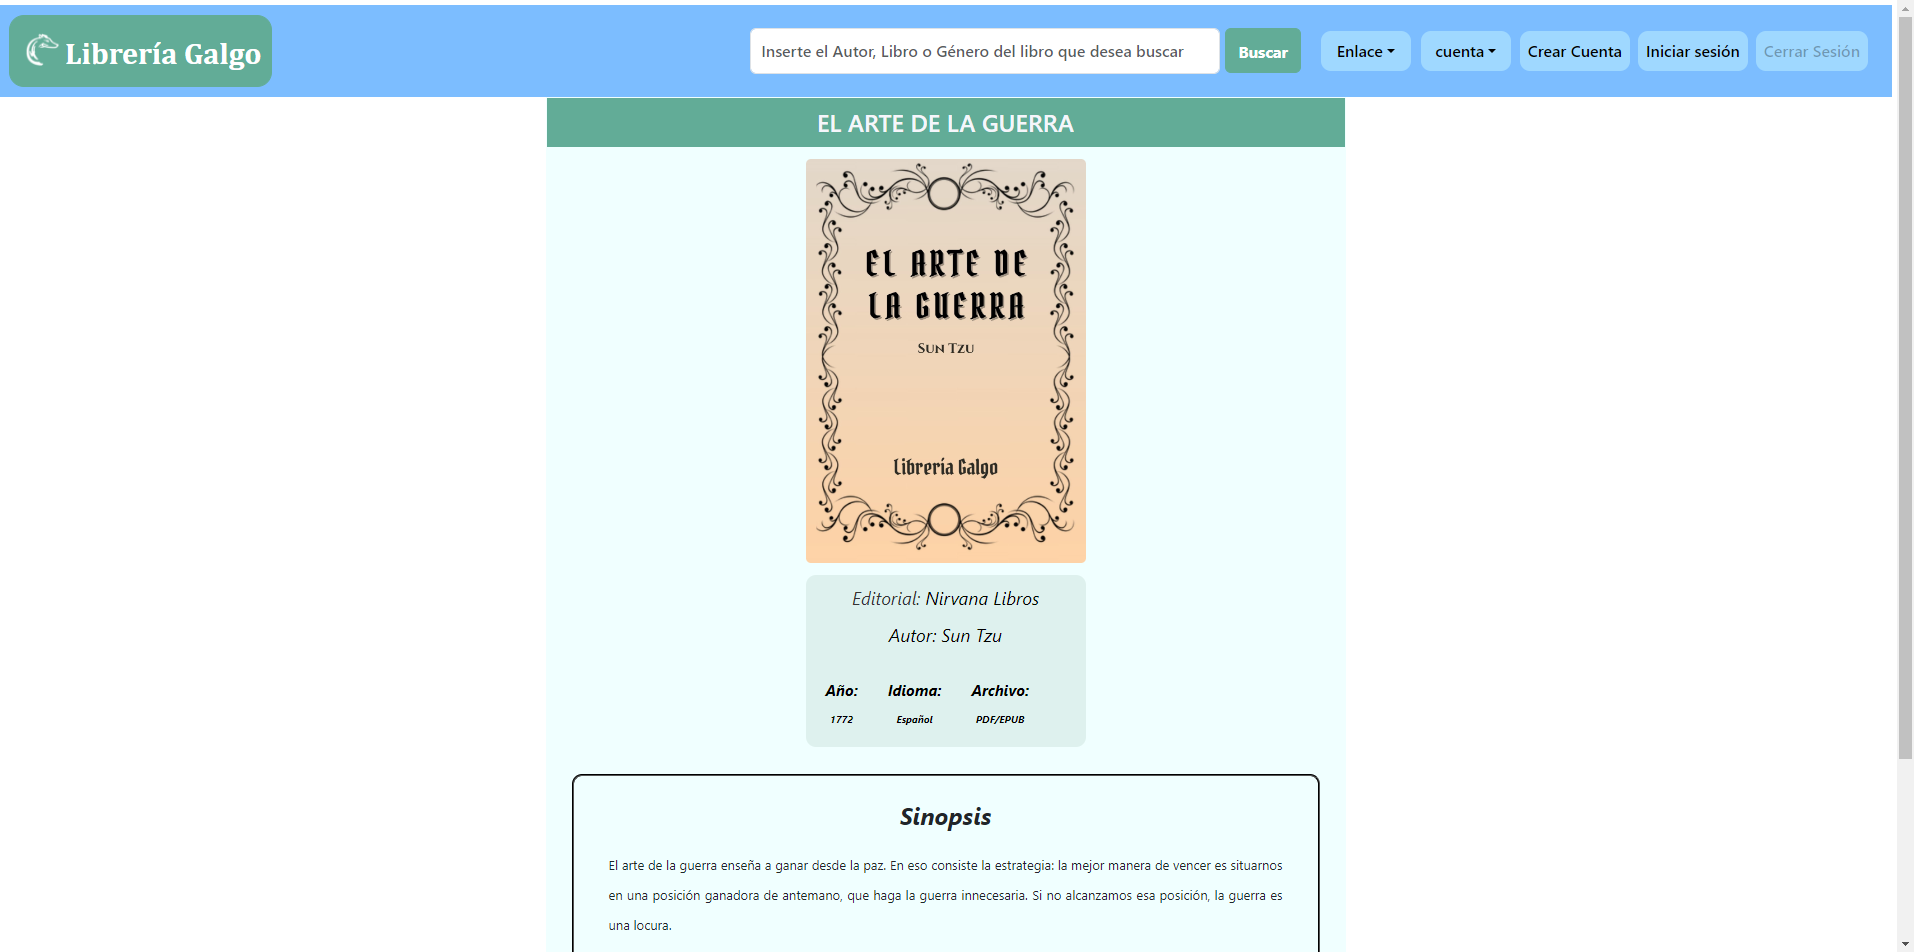 Librería Galgo
Inserte el Autor, Libro o Género del libro que desea buscar
Buscar
Enlace
cuenta
Crear Cuenta
Iniciar sesión
Cerrar Sesión
EL ARTE DE LA GUERRA
EL ARTE DE
LA GUERRA
Sun Tzu
Librería Galgo
Editorial: Nirvana Libros
Autor: Sun Tzu
Año: Idioma: Archivo:
1772 Español PDF/EPUB
Sinopsis
El arte de la guerra enseña a ganar desde la paz. En eso consiste la estrategia: la mejor manera de vencer es situarnos
en una posición ganadora de antemano, que haga la guerra innecesaria. Si no alcanzamos esa posición, la guerra es
una locura.